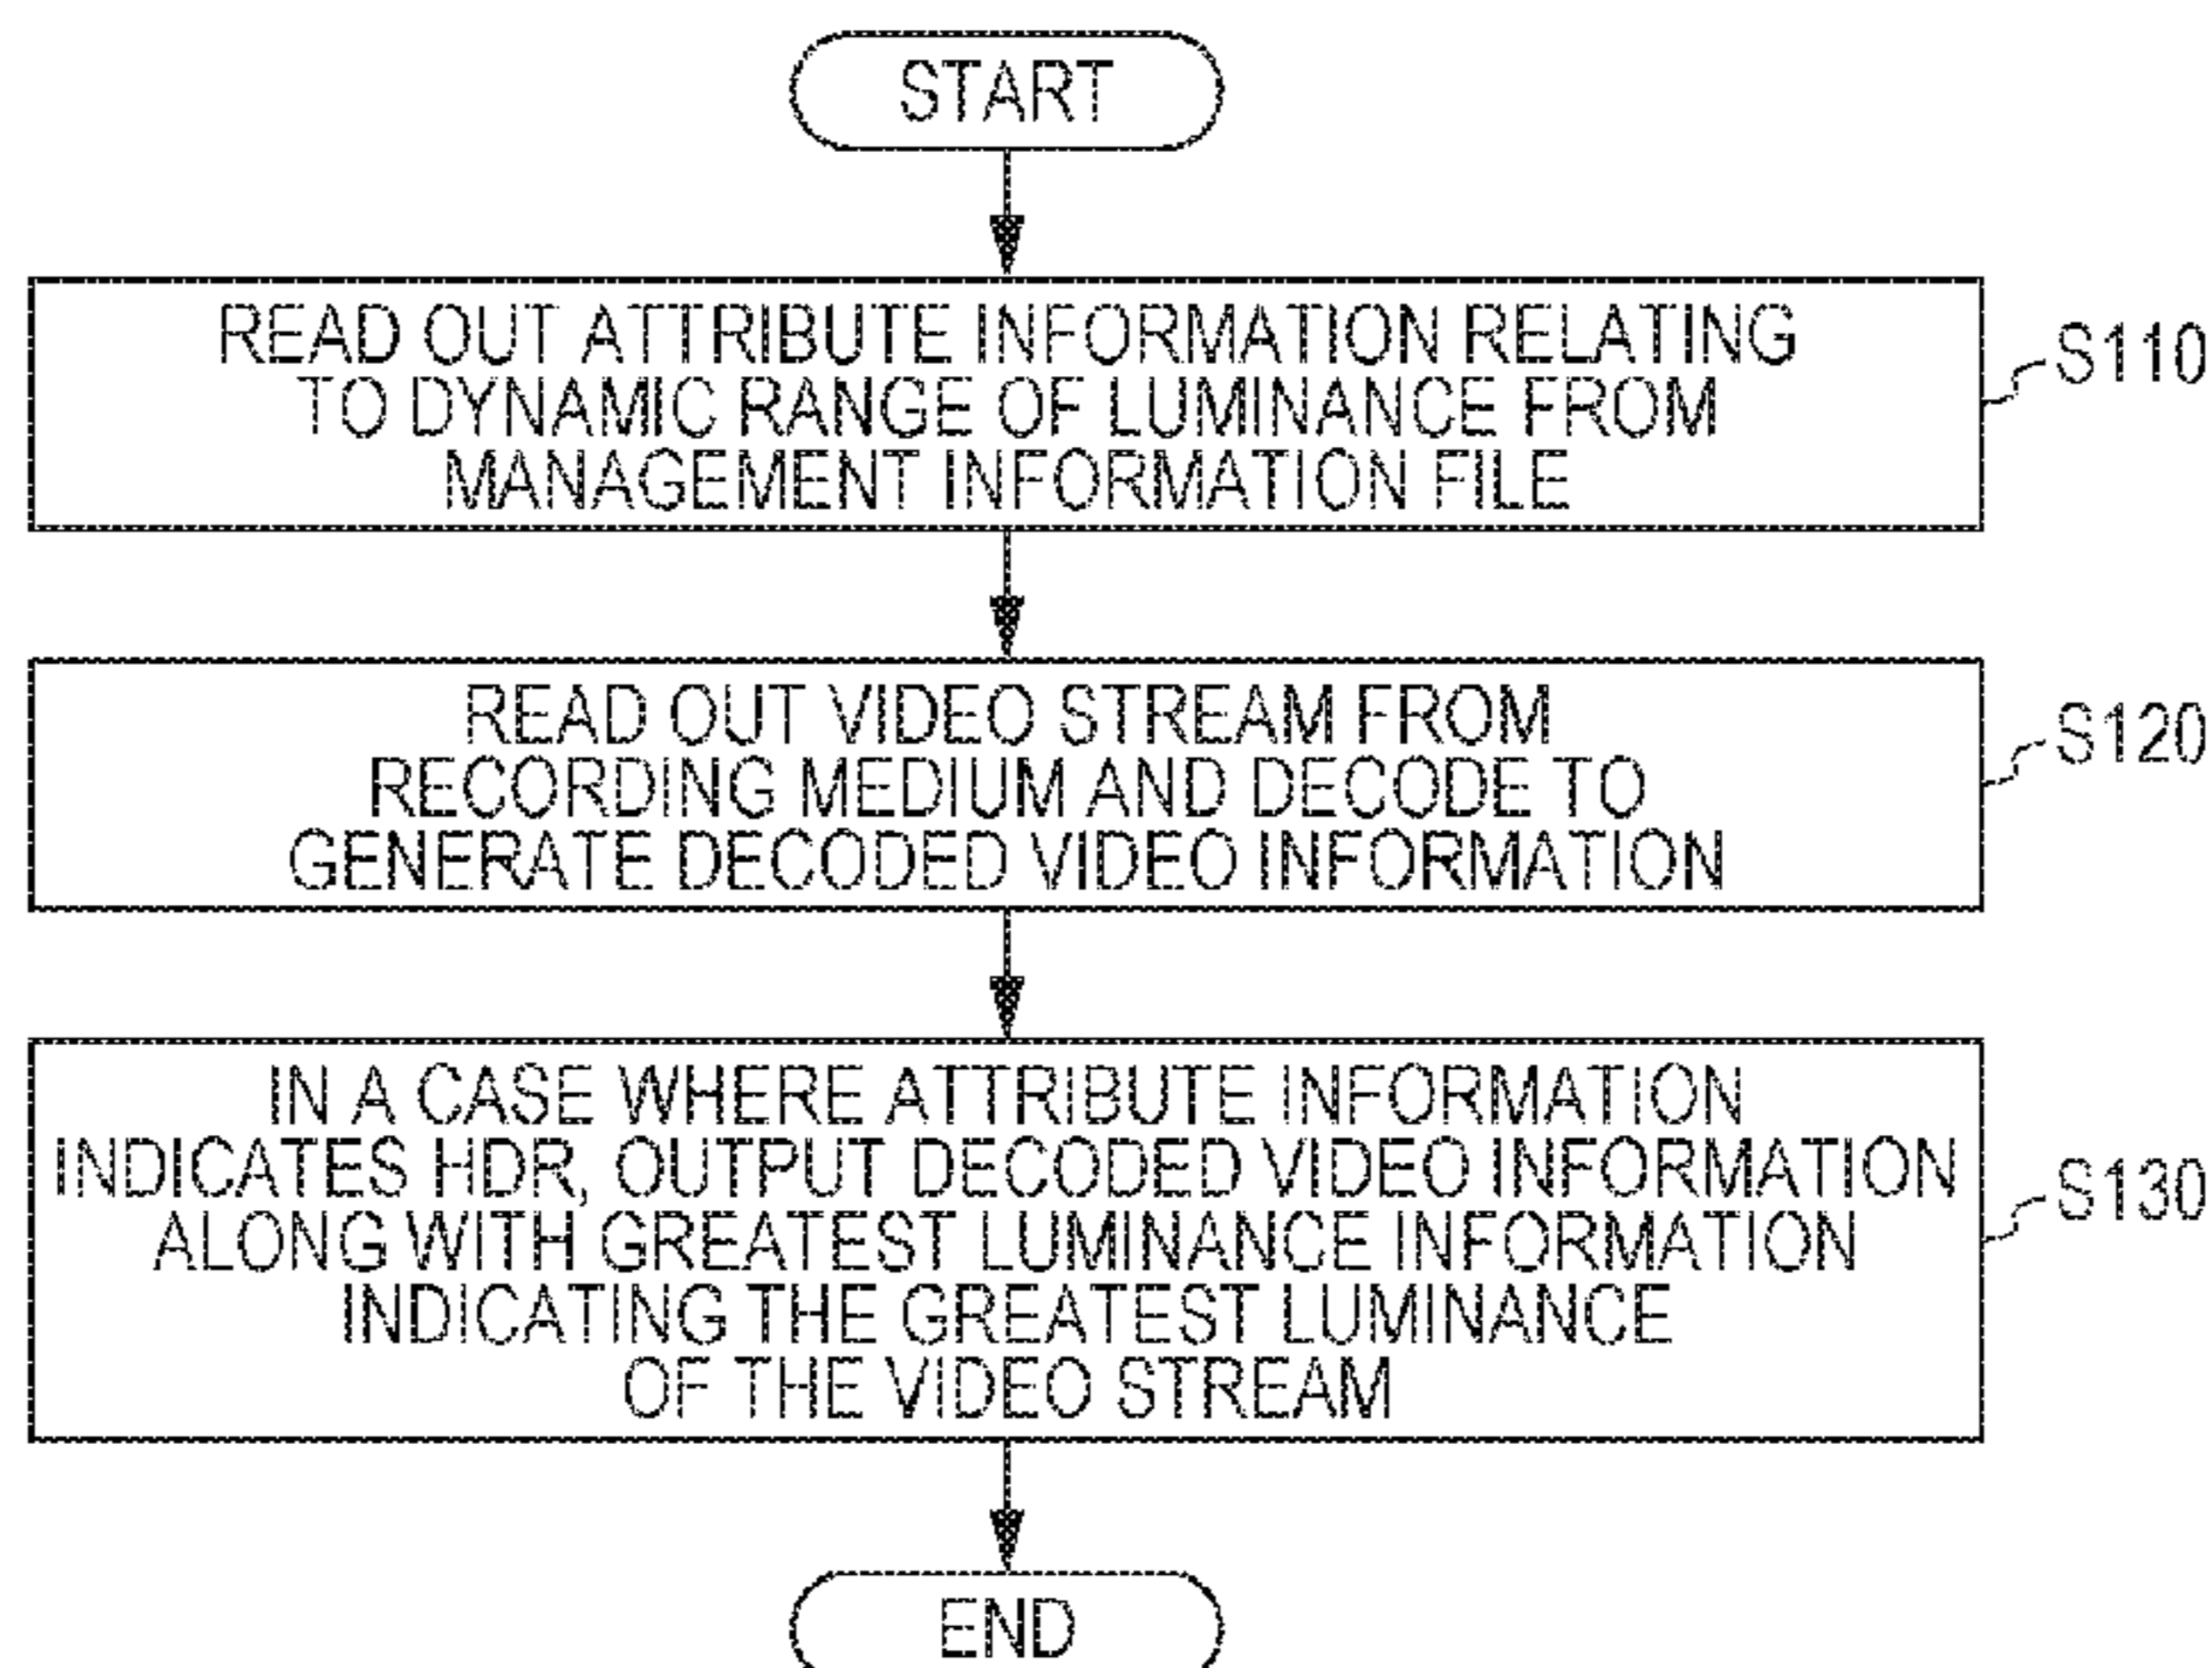 START
READ OUT ATTRIBUTE INFORMATION RELATING
TO DYNAMIC RANGE OF LUMINANCE FROM
MANAGEMENT INFORMATION FILE
S110
READ OUT VIDEO STREAM FROM
RECORDING MEDIUM AND DECODE TO
GENERATE DECODED VIDEO INFORMATION
S120
IN A CASE WHERE ATTRIBUTE INFORMATION
INDICATES HDR, OUTPUT DECODED VIDEO INFORMATION
ALONG WITH GREATEST LUMINANCE INFORMATION
INDICATING THE GREATEST LUMINANCE
OF THE VIDEO STREAM
S130
END